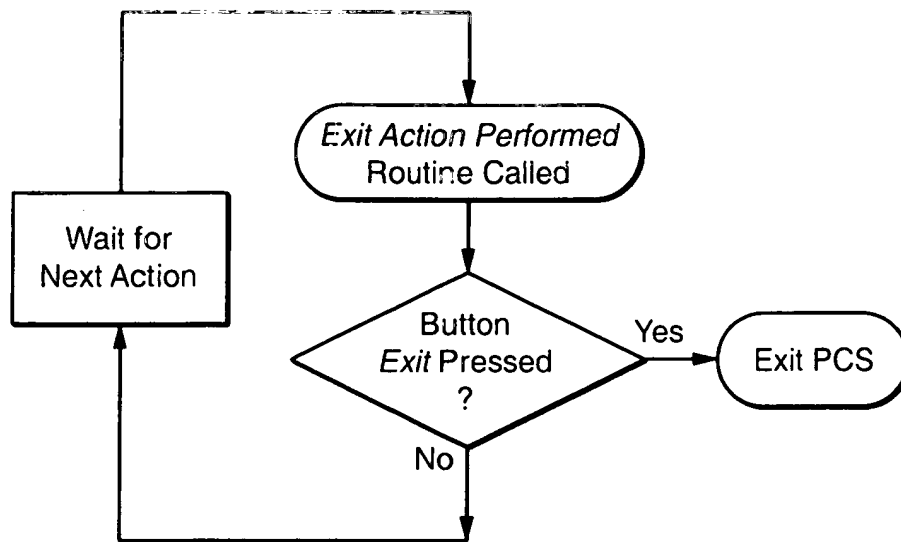 Exit Action Performed
Routine Called
Wait for
Next Action
Button
Exit Pressed
?
Yes
Exit PCS
No